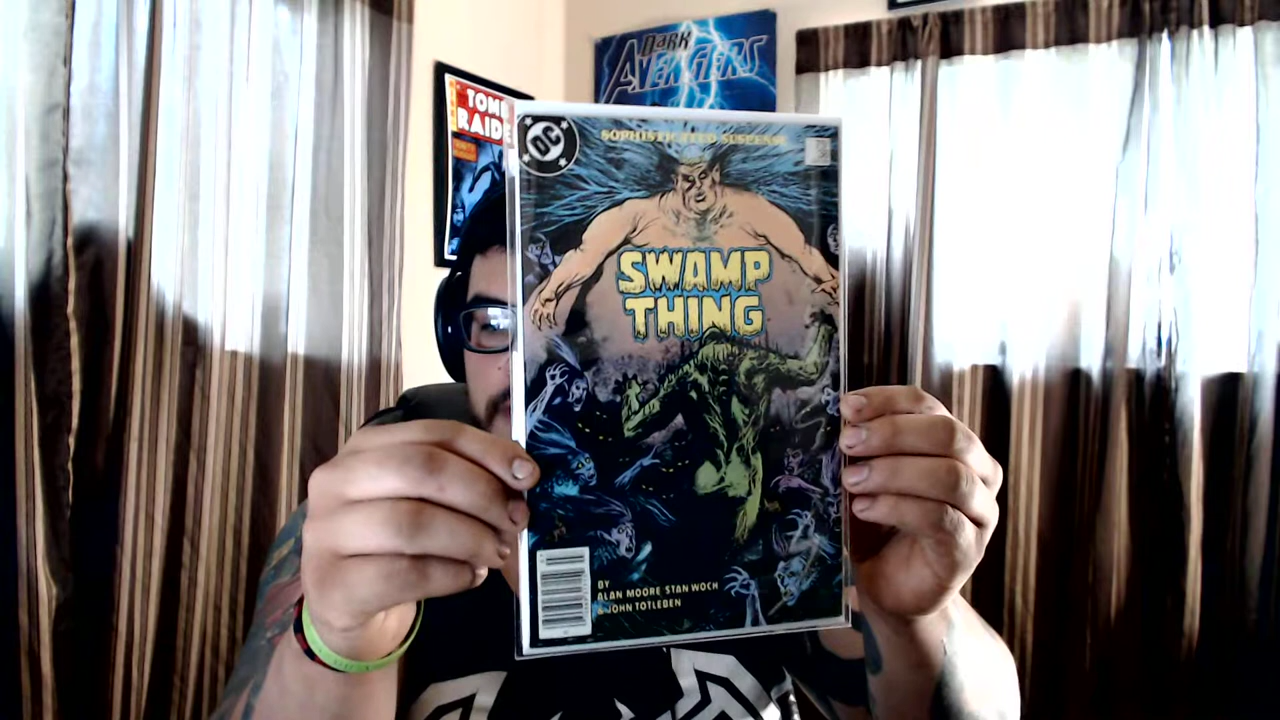 DARK
AVENGERS
TOMB
RAIDE
DC
SOPHISTICATED SUSPENSE
SWAMP
THING
BY
ALAN MOORE STAN WOCH
& JOHN TOTLEBEN